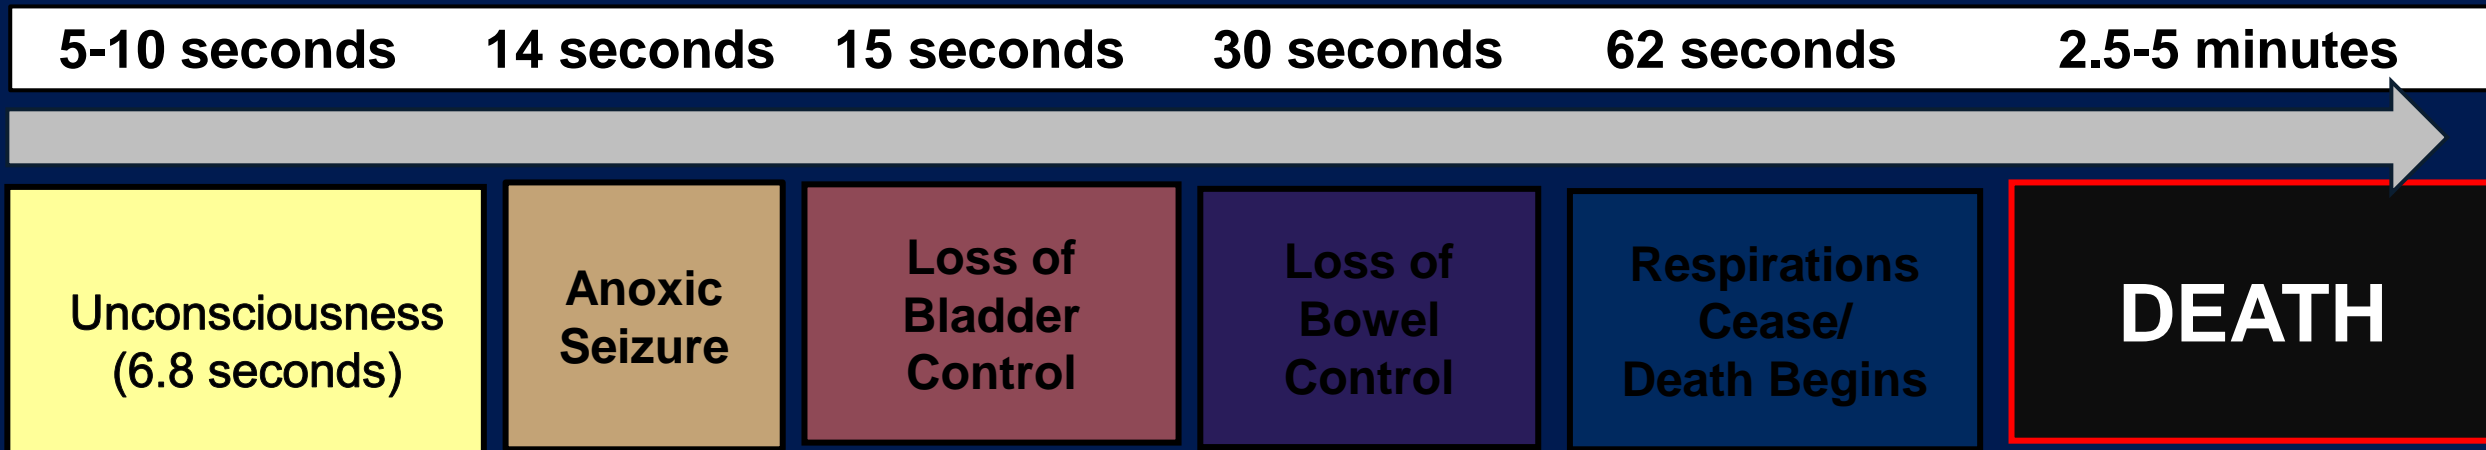 5-10 seconds 14 seconds 15 seconds 30 seconds 62 seconds 2.5-5 minutes
Unconsciousness
(6.8 seconds)
Anoxic
Seizure
Loss of
Bladder
Control
Loss of
Bowel
Control
Respirations
Cease/
Death Begins
DEATH